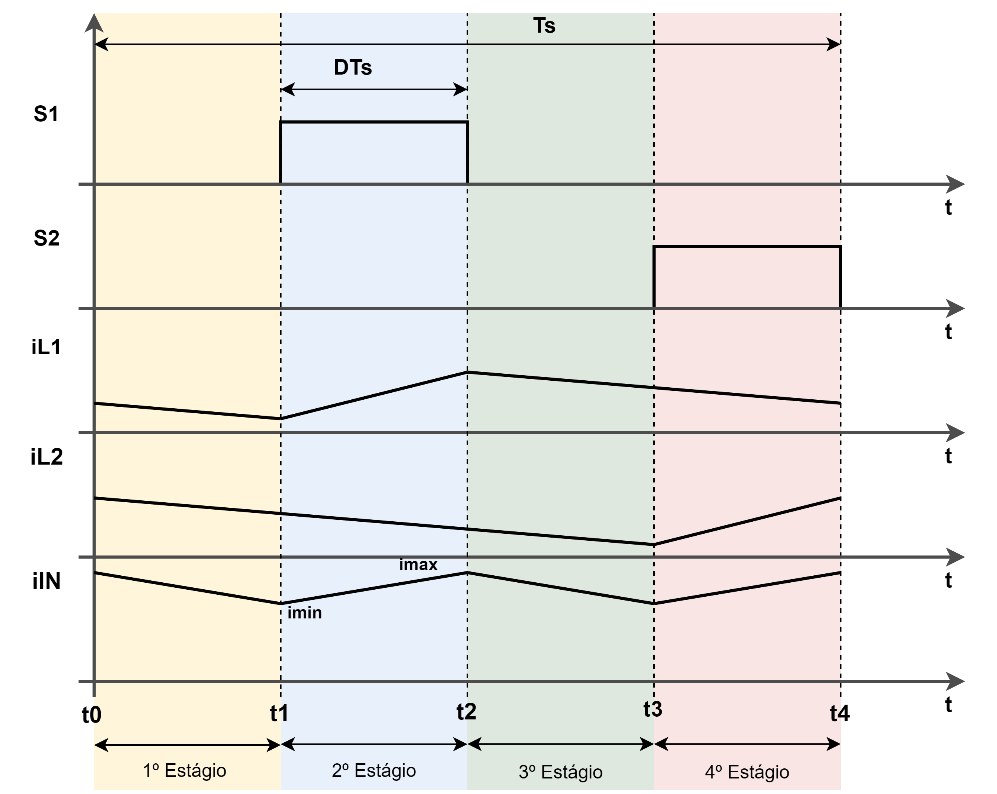 Ts
DTs
S1
t
S2
t
iL1
t
iL2
t
imax
iIN
imin
t
t0
t1
t2
t3
t4
1º Estágio
2º Estágio
3º Estágio
4º Estágio